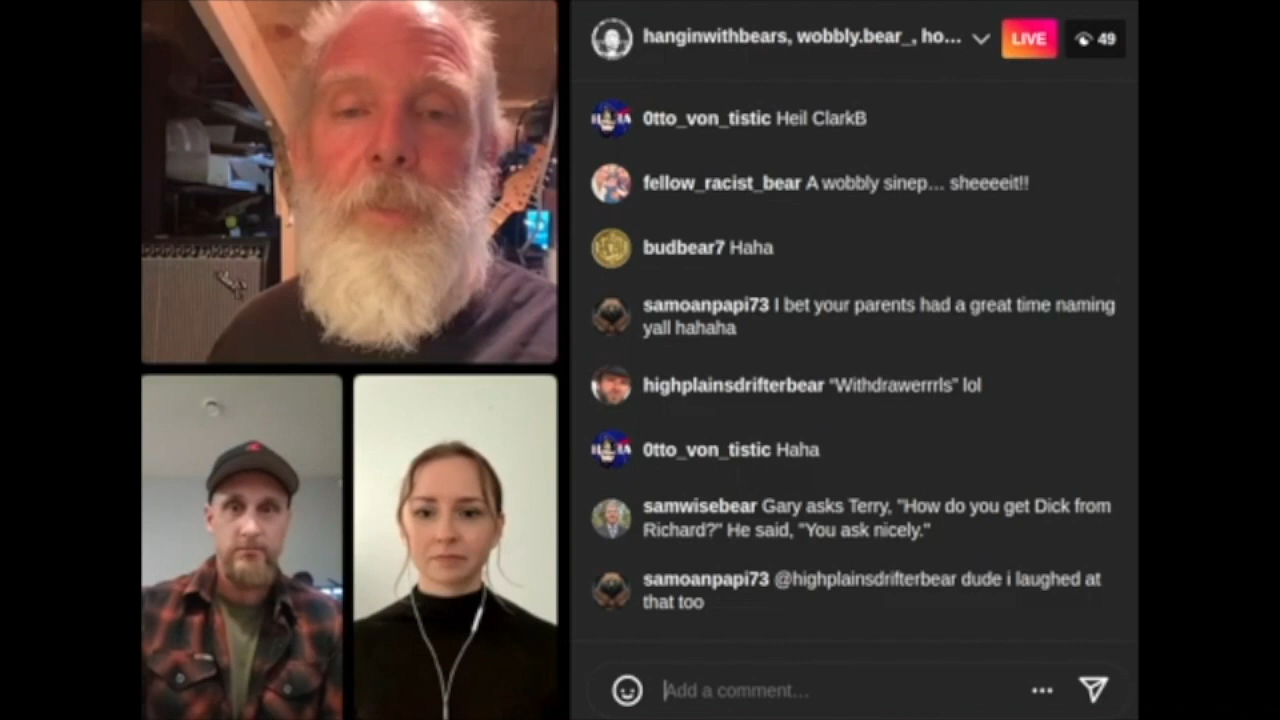 hanginwithbears, wobbly.bear_, ho...
LIVE
49
0tto_von_tistic Heil ClarkB
fellow_racist_bear A wobbly sinep... sheeeeit!!
budbear7 Haha
samoanpapi73 I bet your parents had a great time naming
yall hahaha
highplainsdrifterbear "Withdrawerrrls" lol
0tto_von_tistic Haha
samwisebear Gary asks Terry, "How do you get Dick from
Richard?" He said, "You ask nicely."
samoanpapi73 @highplainsdrifterbear dude i laughed at
that too
Add a comment...